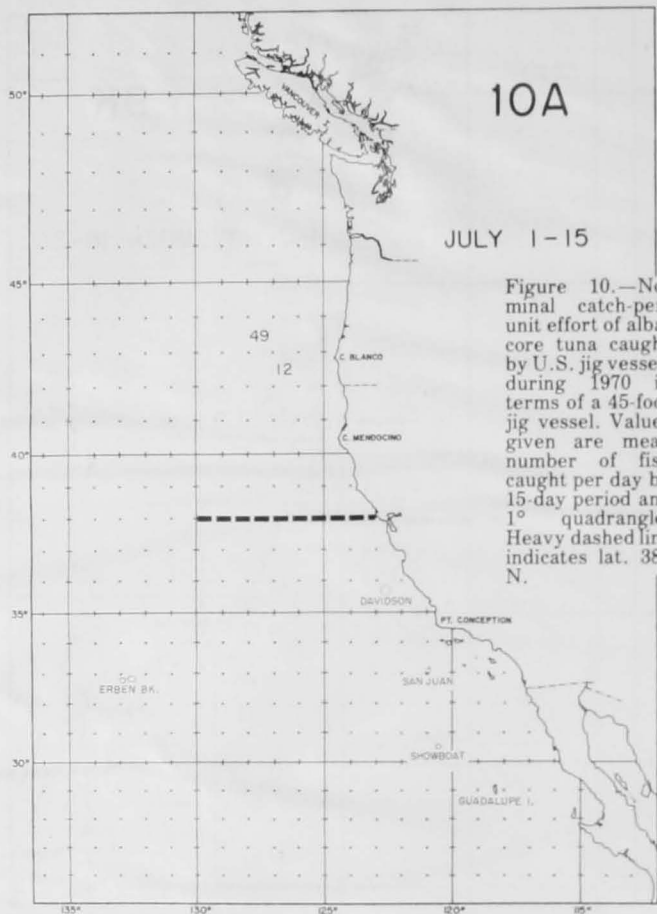 10A
50°
VANCOUVER
JULY 1-15
45°
Figure 10.—No
minal catch-per
unit effort of alba
core tuna caugh
by U.S. jig vesse
during 1970 i
terms of a 45-foo
jig vessel. Value
given are mea
number of fis
caught per day b
15-day period an
1° quadrangle
Heavy dashed lin
indicates lat. 38
N.
49
12
C. BLANCO
C. MENDOCINO
40°
35°
DAVIDSON
PT. CONCEPTION
ERBEN BK.
SAN JUAN
30°
SHOWBOAT
GUADALUPE I.
135°
130°
125°
120°
115°